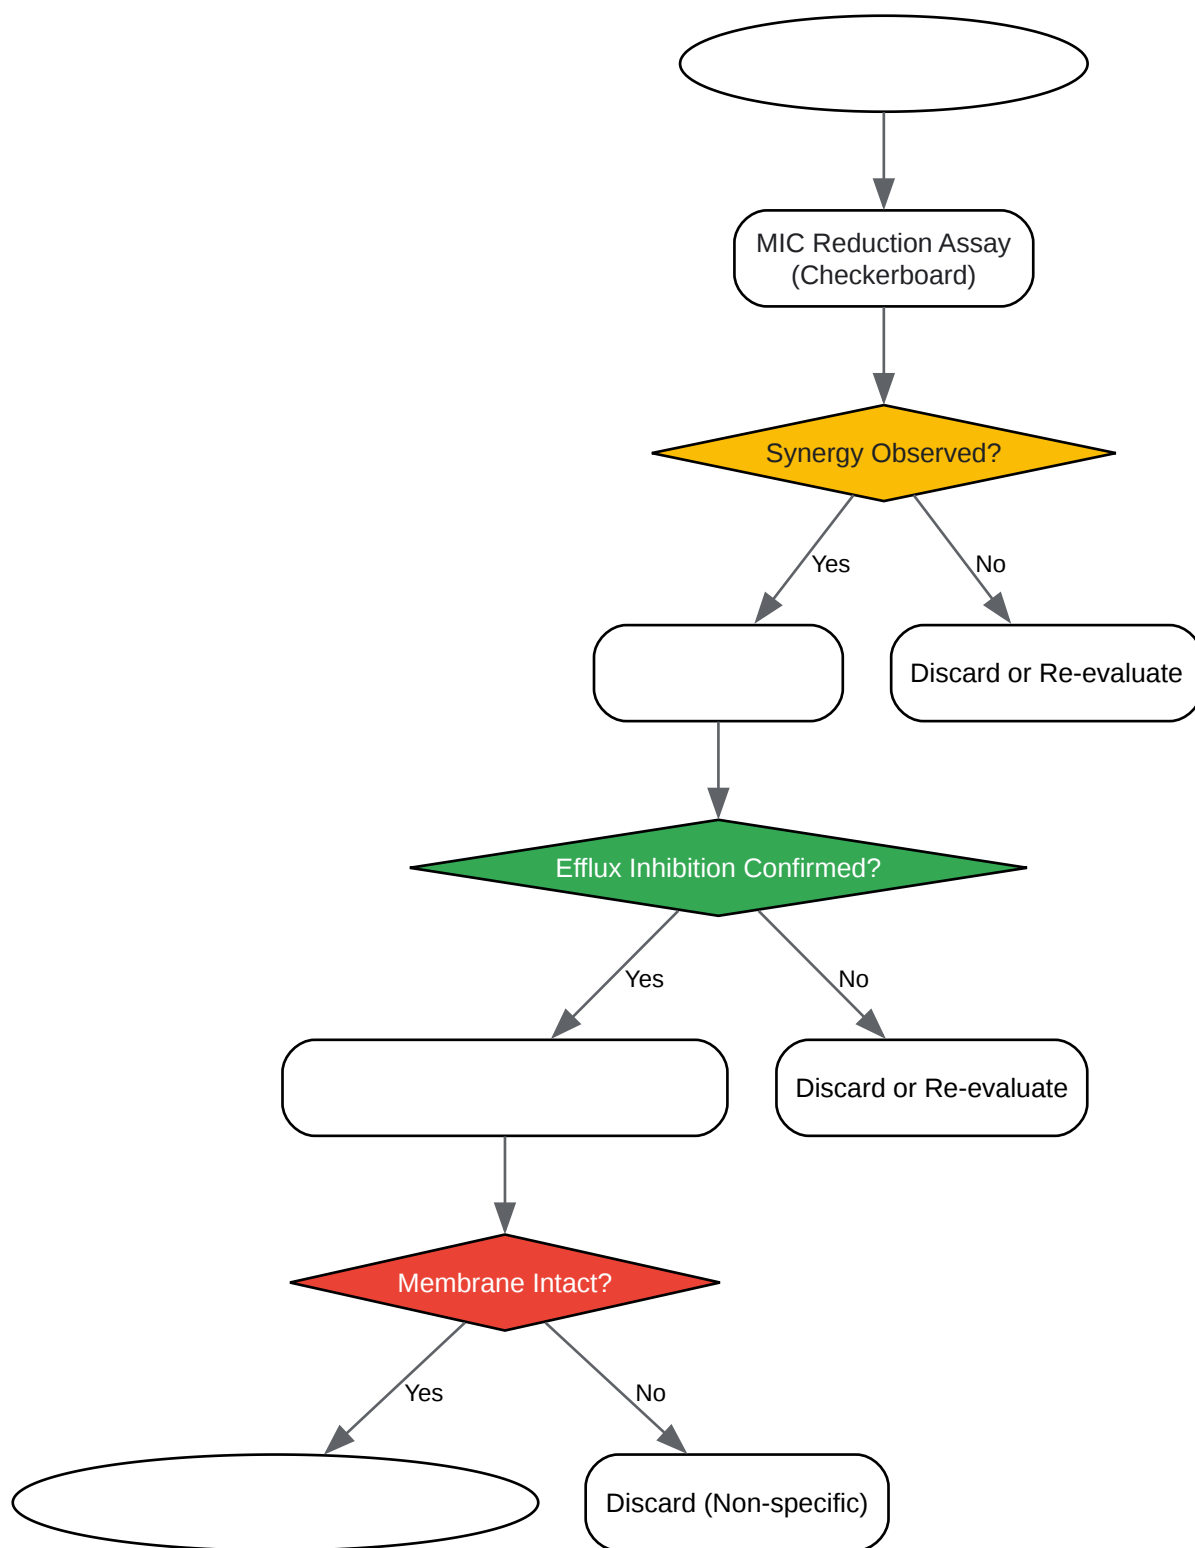 MIC Reduction Assay
(Checkerboard)
Synergy Observed?
Yes
No
Discard or Re-evaluate
Efflux Inhibition Confirmed?
Yes
No
Discard or Re-evaluate
Membrane Intact?
Yes
No
Discard (Non-specific)